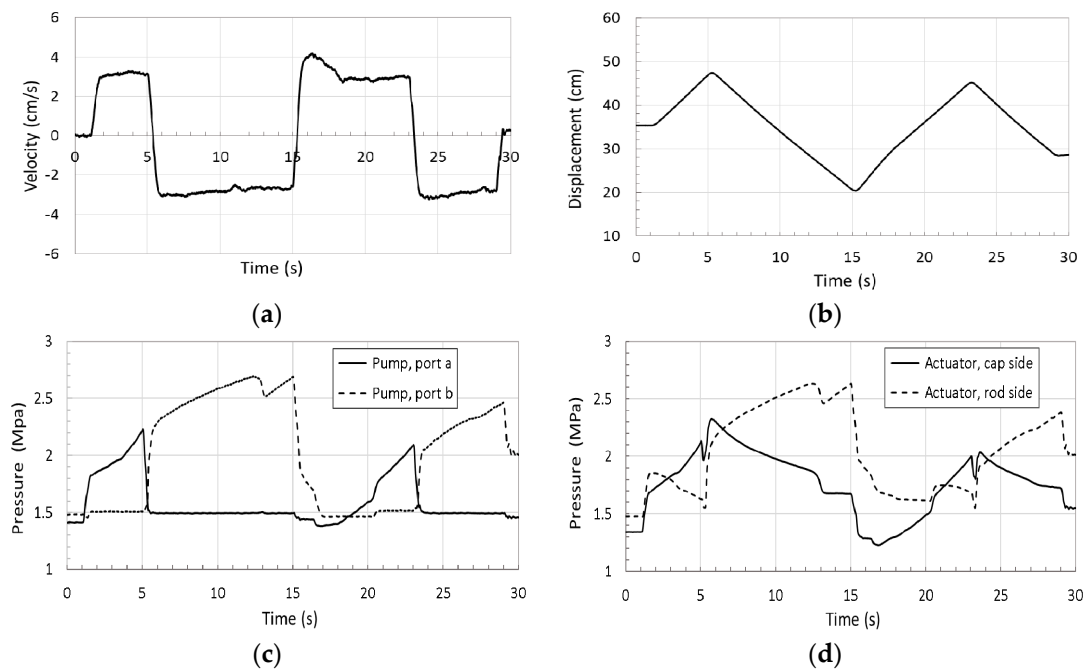 6
4
2
0
-2
-4
-6
0 5 10 15 20 25 30
Velocity (cm/s)
Time (s)
(a)
60
50
40
30
20
10
0 5 10 15 20 25 30
Displacement (cm)
Time (s)
(b)
3
2.5
2
1.5
1
0 5 10 15 20 25 30
Pressure (Mpa)
Pump, port a
Pump, port b
Time (s)
(c)
3
2.5
2
1.5
1
0 5 10 15 20 25 30
Pressure (MPa)
Actuator, cap side
Actuator, rod side
Time (s)
(d)